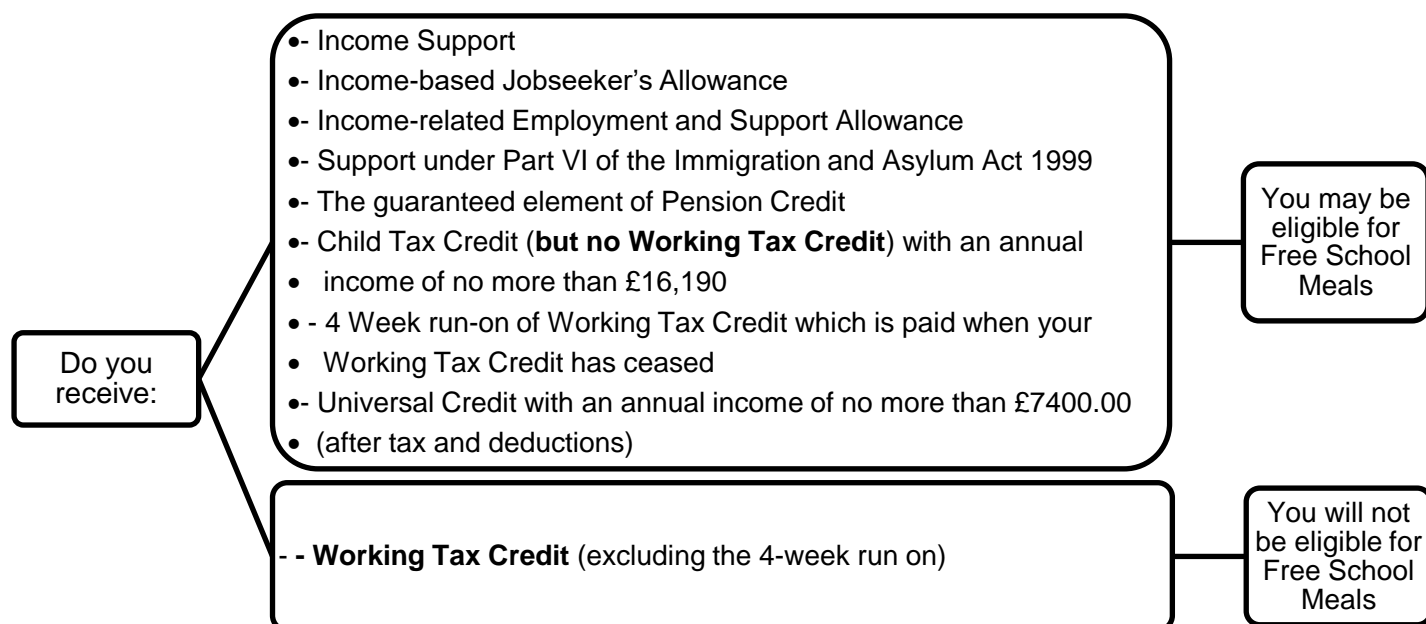 Do you
receive:
•- Income Support
•- Income-based Jobseeker’s Allowance
•- Income-related Employment and Support Allowance
•- Support under Part VI of the Immigration and Asylum Act 1999
•- The guaranteed element of Pension Credit
•- Child Tax Credit (but no Working Tax Credit) with an annual
• income of no more than £16,190
• - 4 Week run-on of Working Tax Credit which is paid when your
• Working Tax Credit has ceased
•- Universal Credit with an annual income of no more than £7400.00
• (after tax and deductions)
You may be
eligible for
Free School
Meals
- - Working Tax Credit (excluding the 4-week run on)
You will not
be eligible for
Free School
Meals